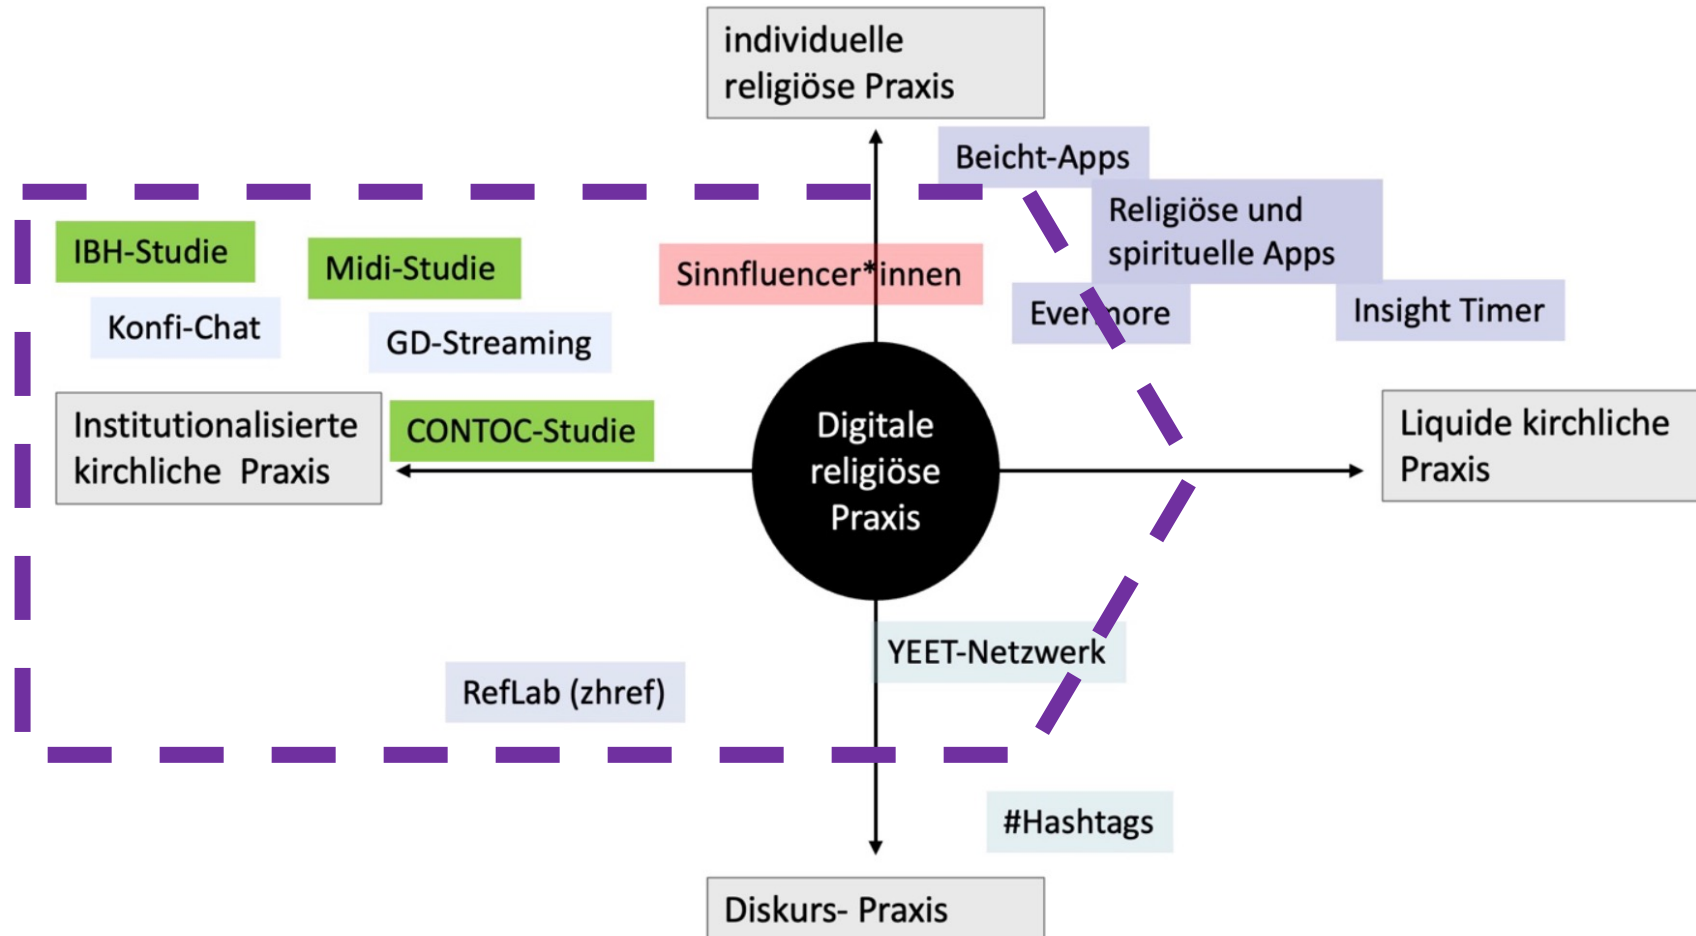 individuelle
religiöse Praxis
Beicht-Apps
Religiöse und
spirituelle Apps
IBH-Studie
Midi-Studie
Sinnfluencer*innen
Evermore
Insight Timer
Konfi-Chat
GD-Streaming
Institutionalisierte
kirchliche Praxis
CONTOC-Studie
Digitale
religiöse
Praxis
Liquide kirchliche
Praxis
YEET-Netzwerk
RefLab (zhref)
#Hashtags
Diskurs- Praxis